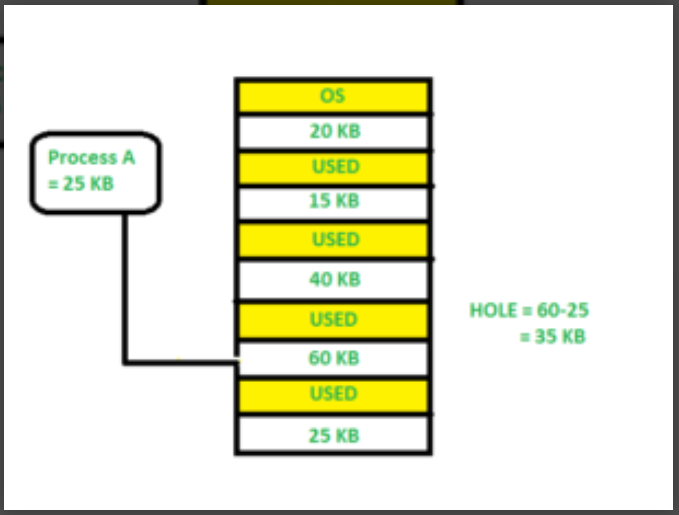 OS
20 KB
Process A
= 25 KB
USED
15 KB
USED
40 KB
HOLE = 60-25
= 35 KB
USED
60 KB
USED
25 KB